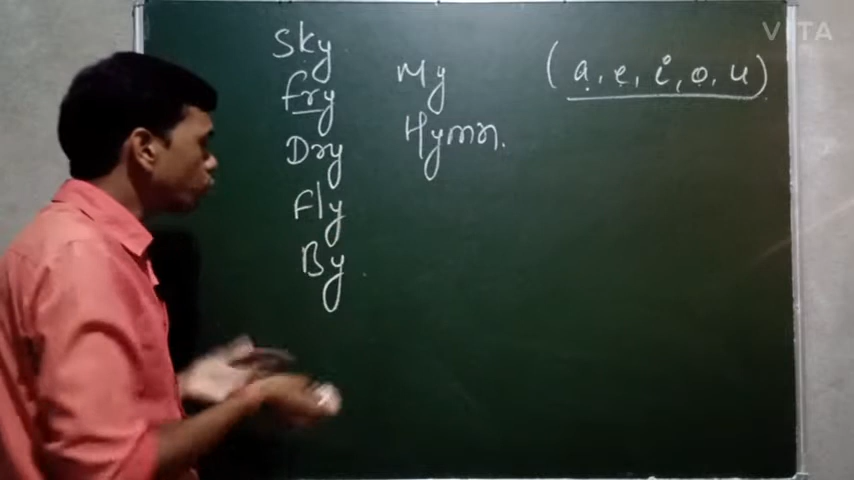 Sky
fry
Dry
Fly
By
My
Hymn.
(a, e, i, o, u)
VITA